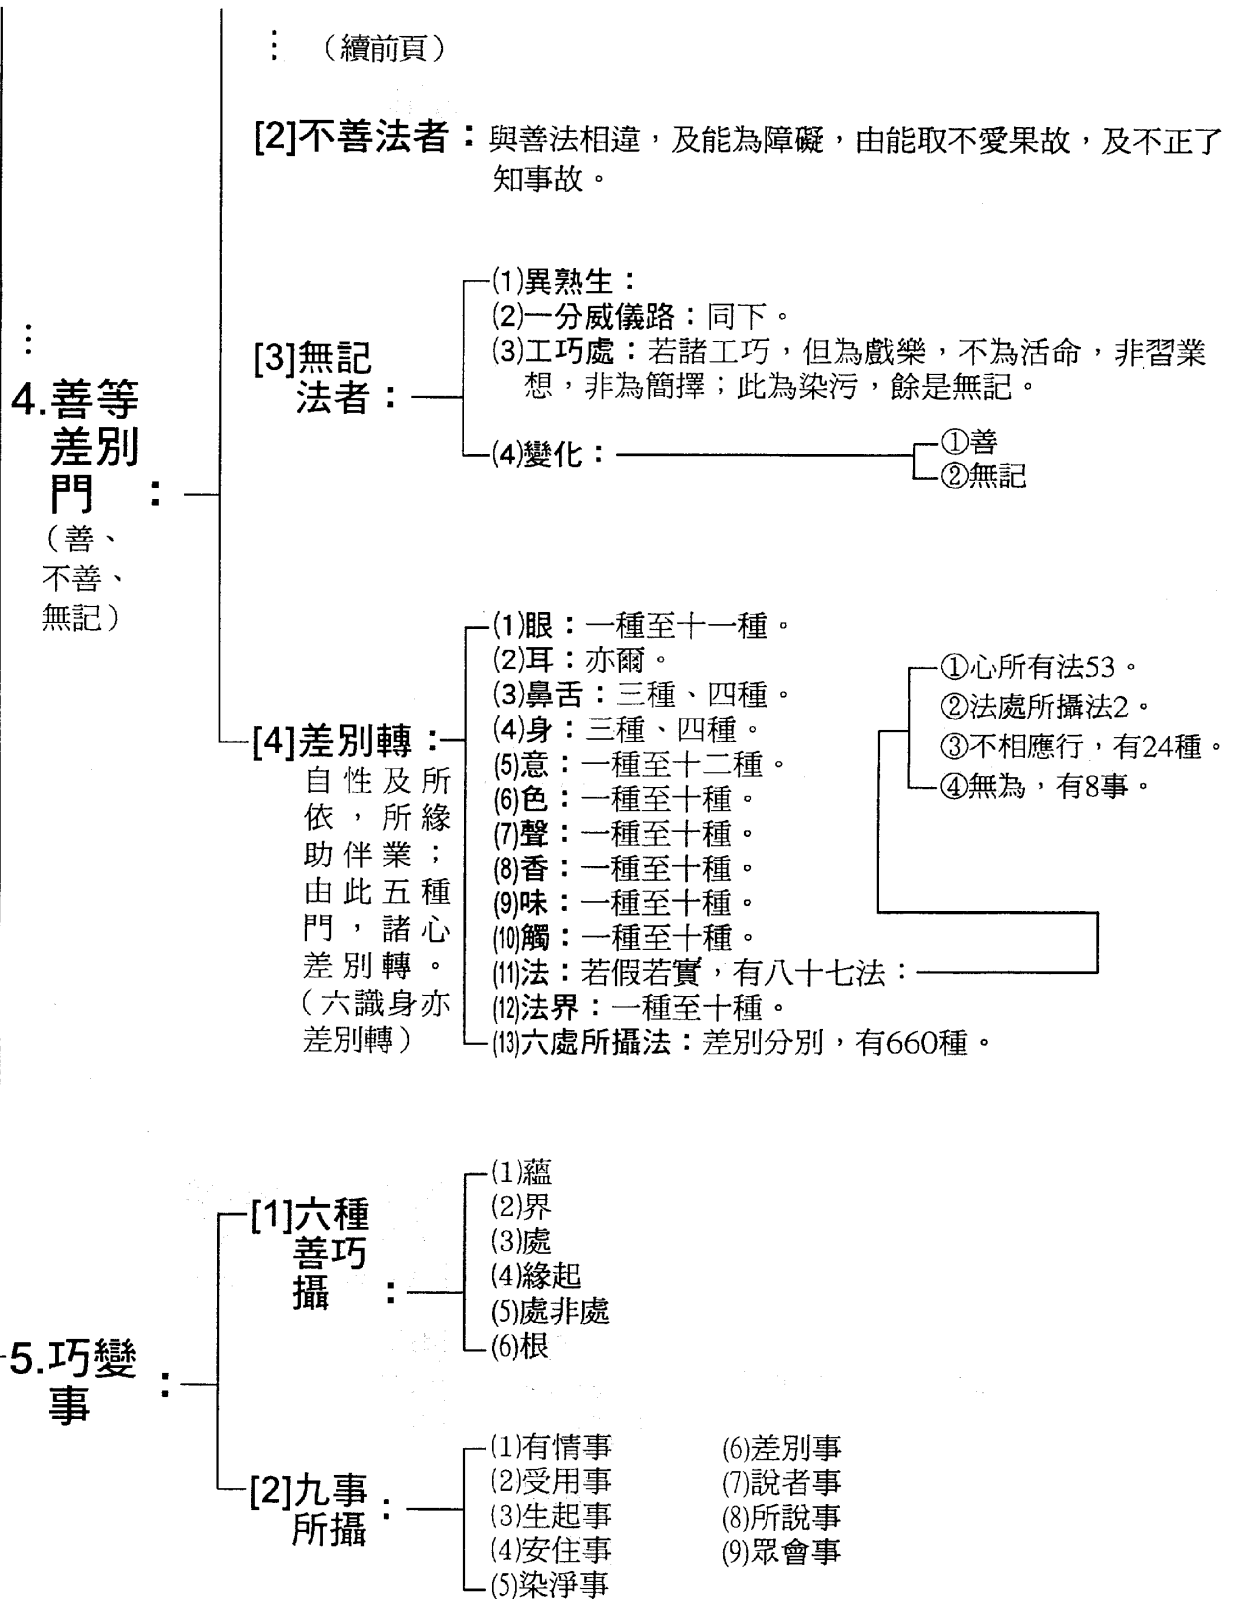 ⋮ （續前頁）
[2]不善法者：與善法相違，及能為障礙，由能取不愛果故，及不正了
知事故。
⋮
4.善等
差別
門：
（善、
不善、
無記）
[3]無記
法者：
(1)異熟生：
(2)一分威儀路：同下。
(3)工巧處：若諸工巧，但為戲樂，不為活命，非習業
想，非為簡擇；此為染污，餘是無記。
(4)變化：
①善
②無記
[4]差別轉：
自性及所
依，所緣
助伴業；
由此五種
門，諸心
差別轉。
（六識身亦
差別轉）
(1)眼：一種至十一種。
(2)耳：亦爾。
(3)鼻舌：三種、四種。
(4)身：三種、四種。
(5)意：一種至十二種。
(6)色：一種至十種。
(7)聲：一種至十種。
(8)香：一種至十種。
(9)味：一種至十種。
(10)觸：一種至十種。
(11)法：若假若實，有八十七法：
①心所有法53。
②法處所攝法2。
③不相應行，有24種。
④無為，有8事。
(12)法界：一種至十種。
(13)六處所攝法：差別分別，有660種。
5.巧變
事：
[1]六種
善巧
攝：
(1)蘊
(2)界
(3)處
(4)緣起
(5)處非處
(6)根
[2]九事
所攝：
(1)有情事
(2)受用事
(3)生起事
(4)安住事
(5)染淨事
(6)差別事
(7)說者事
(8)所說事
(9)眾會事